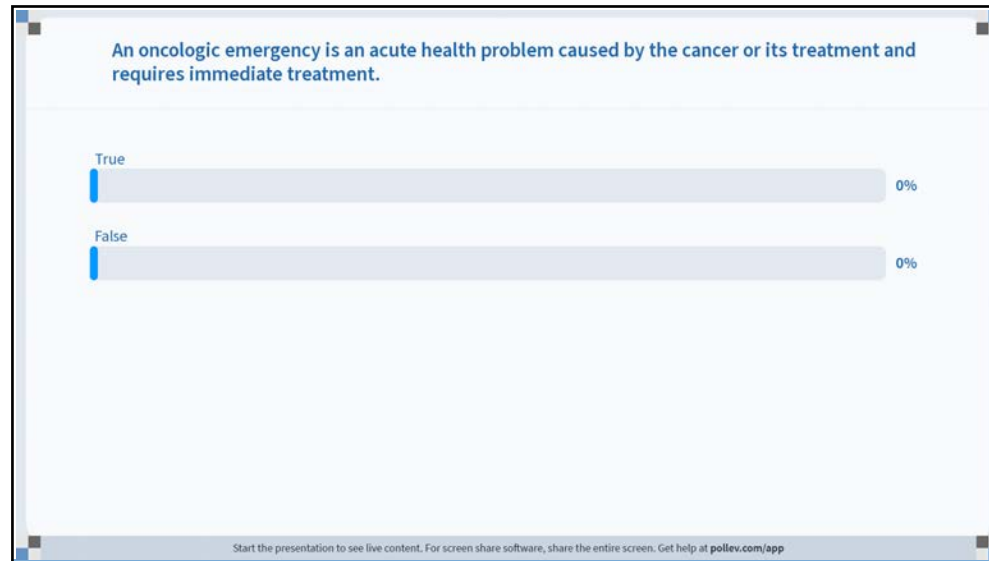 An oncologic emergency is an acute health problem caused by the cancer or its treatment and
requires immediate treatment.
True
0%
False
0%
Start the presentation to see live content. For screen share software, share the entire screen. Get help at pollev.com/app